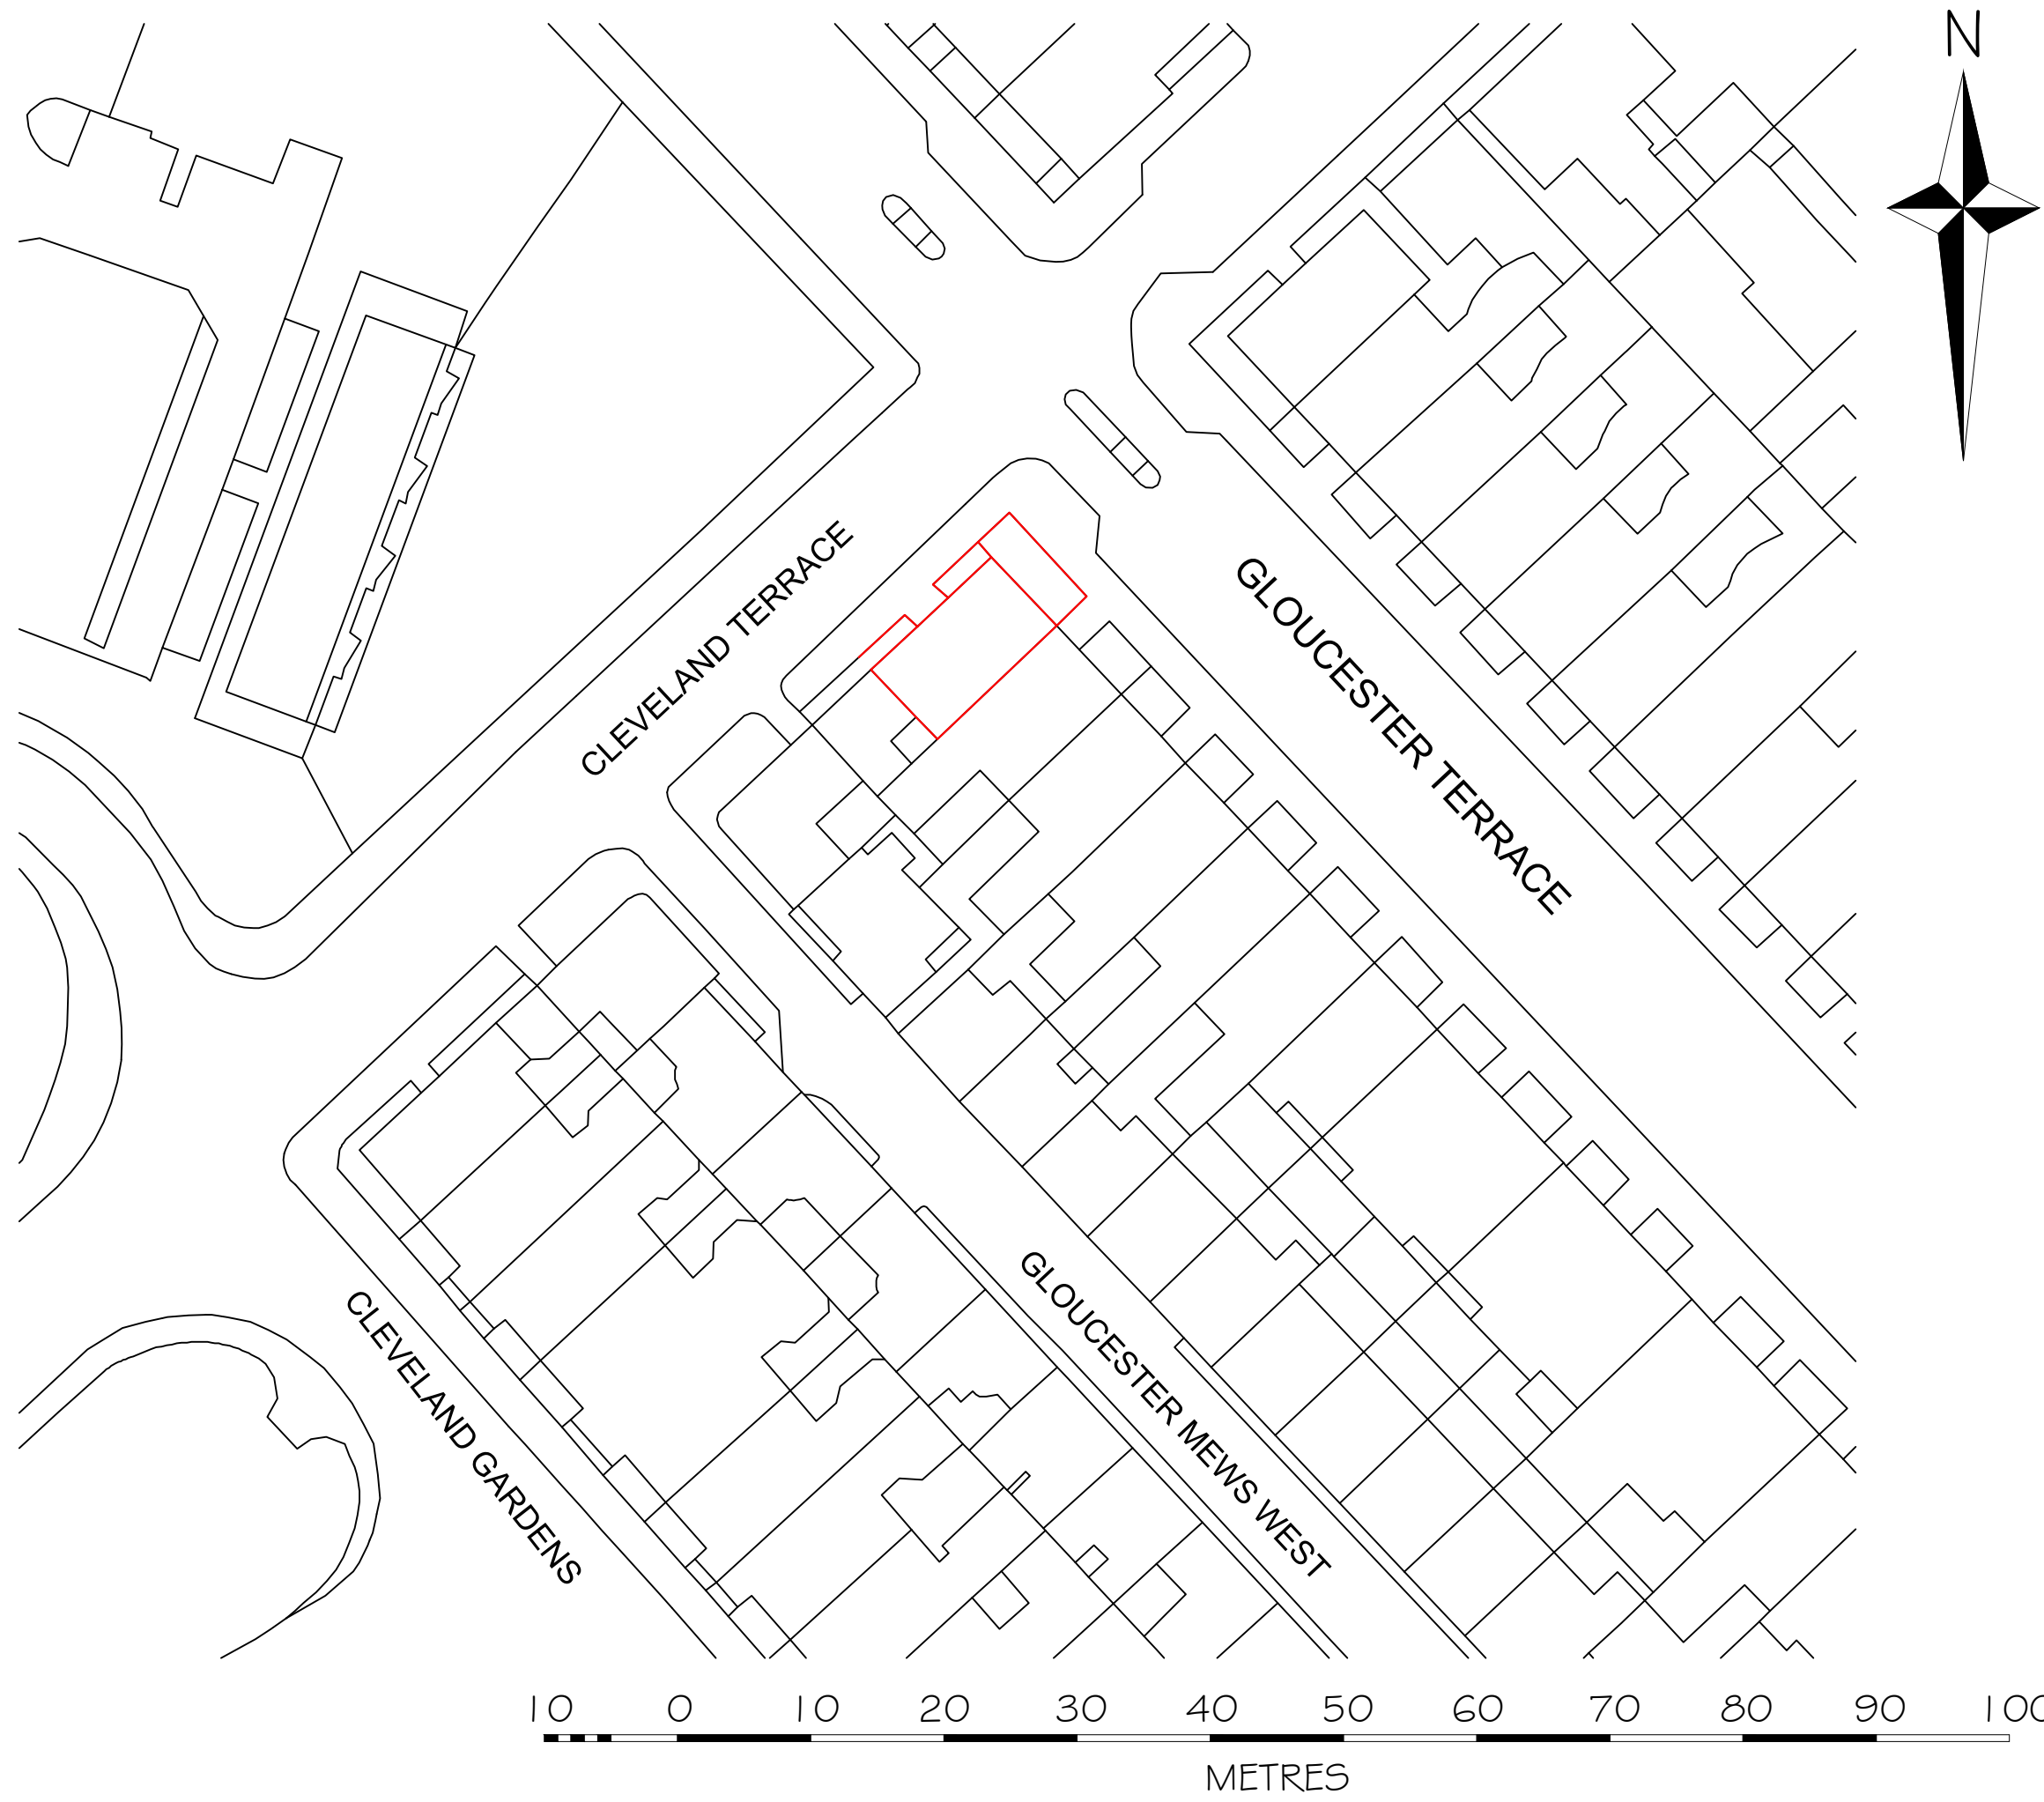 N
CLEVELAND TERRACE
GLOUCESTER TERRACE
CLEVELAND GARDENS
GLOUCESTER MEWS WEST
10 0 10 20 30 40 50 60 70 80 90 100
METRES